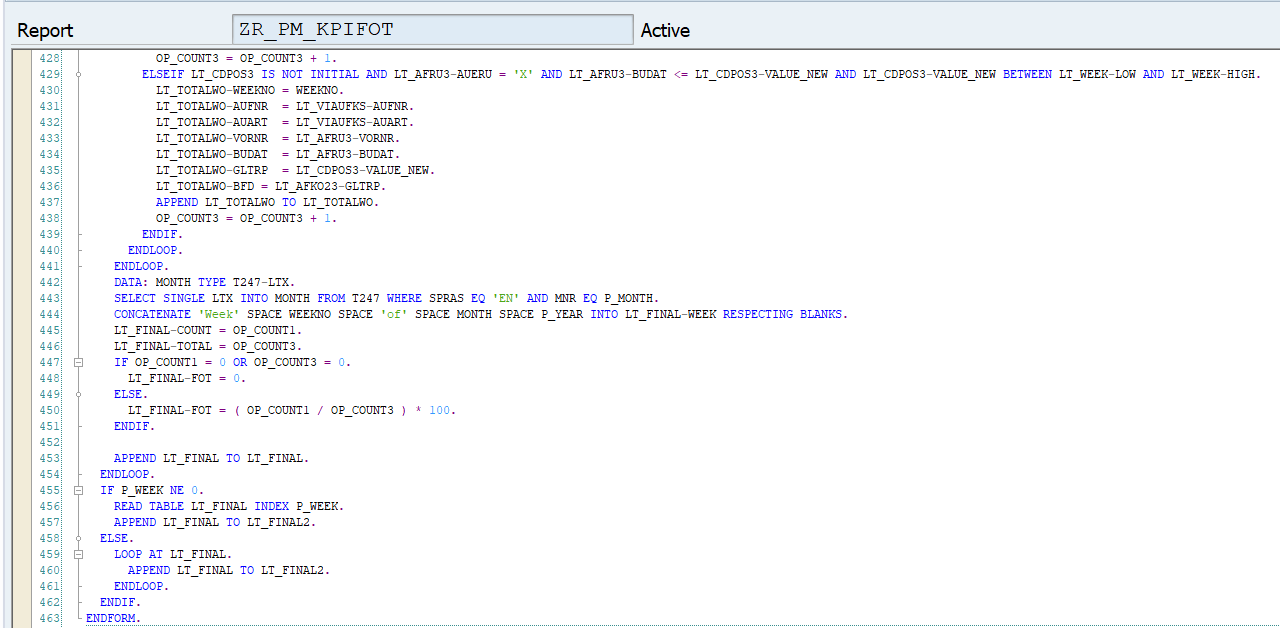 Report ZR_PM_KPIFOT Active
428 OP_COUNT3 = OP_COUNT3 + 1.
429 ELSEIF LT_CDPOS3 IS NOT INITIAL AND LT_AFRU3-AUERU = 'X' AND LT_AFRU3-BUDAT <= LT_CDPOS3-VALUE_NEW AND LT_CDPOS3-VALUE_NEW BETWEEN LT_WEEK-LOW AND LT_WEEK-HIGH.
430 LT_TOTALWO-WEEKNO = WEEKNO.
431 LT_TOTALWO-AUFNR = LT_VIAUFKS-AUFNR.
432 LT_TOTALWO-AUART = LT_VIAUFKS-AUART.
433 LT_TOTALWO-VORNR = LT_AFRU3-VORNR.
434 LT_TOTALWO-BUDAT = LT_AFRU3-BUDAT.
435 LT_TOTALWO-GLTRP = LT_CDPOS3-VALUE_NEW.
436 LT_TOTALWO-BFD = LT_AFKO23-GLTRP.
437 APPEND LT_TOTALWO TO LT_TOTALWO.
438 OP_COUNT3 = OP_COUNT3 + 1.
439 ENDIF.
440 ENDLOOP.
441 ENDLOOP.
442 DATA: MONTH TYPE T247-LTX.
443 SELECT SINGLE LTX INTO MONTH FROM T247 WHERE SPRAS EQ 'EN' AND MNR EQ P_MONTH.
444 CONCATENATE 'Week' SPACE WEEKNO SPACE 'of' SPACE MONTH SPACE P_YEAR INTO LT_FINAL-WEEK RESPECTING BLANKS.
445 LT_FINAL-COUNT = OP_COUNT1.
446 LT_FINAL-TOTAL = OP_COUNT3.
447 IF OP_COUNT1 = 0 OR OP_COUNT3 = 0.
448 LT_FINAL-FOT = 0.
449 ELSE.
450 LT_FINAL-FOT = ( OP_COUNT1 / OP_COUNT3 ) * 100.
451 ENDIF.
452
453 APPEND LT_FINAL TO LT_FINAL.
454 ENDLOOP.
455 IF P_WEEK NE 0.
456 READ TABLE LT_FINAL INDEX P_WEEK.
457 APPEND LT_FINAL TO LT_FINAL2.
458 ELSE.
459 LOOP AT LT_FINAL.
460 APPEND LT_FINAL TO LT_FINAL2.
461 ENDLOOP.
462 ENDIF.
463 ENDFORM.